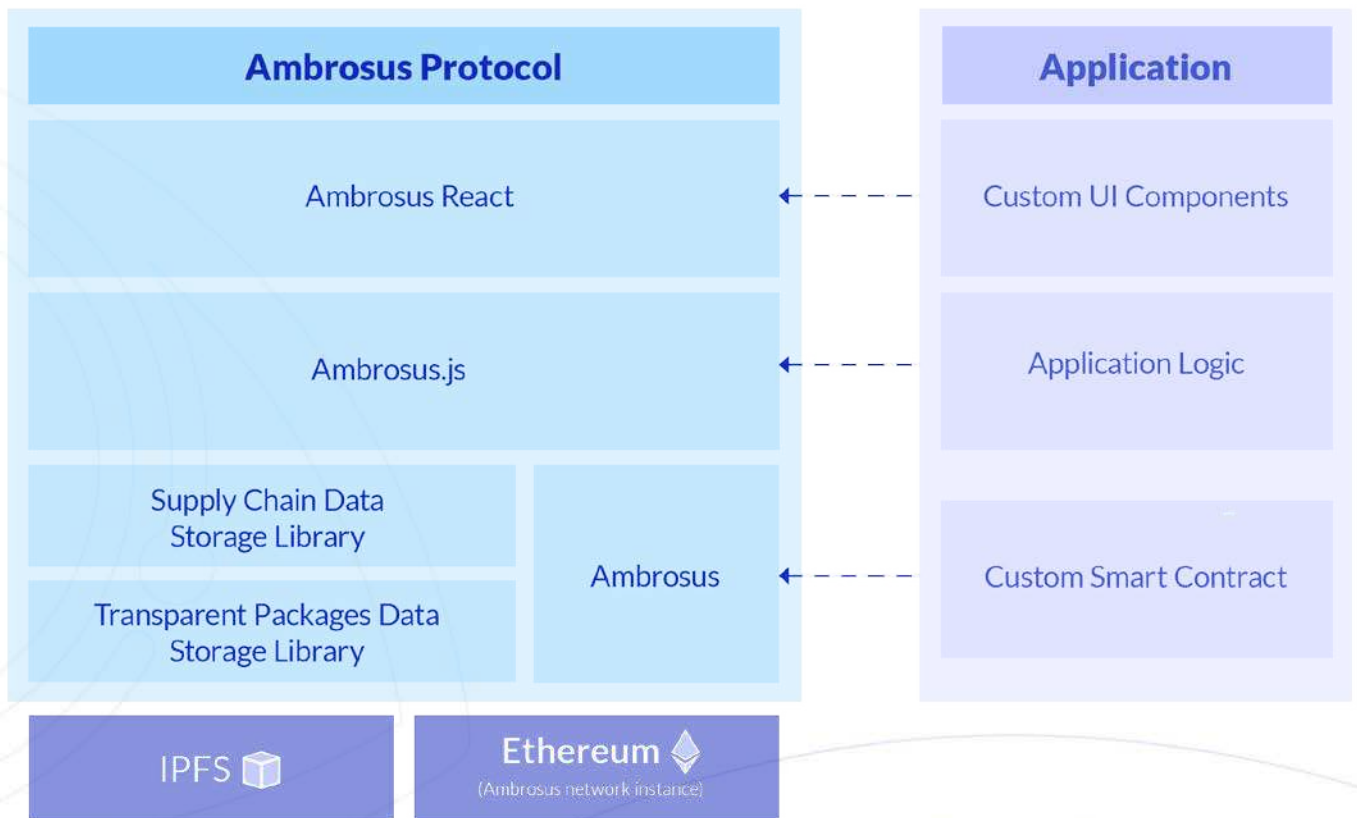 Ambrosus Protocol
Application
Ambrosus React
Custom UI Components
Ambrosus.js
Application Logic
Supply Chain Data
Storage Library
Ambrosus
Custom Smart Contract
Transparent Packages Data
Storage Library
IPFS
Ethereum
(Ambrosus network instance)